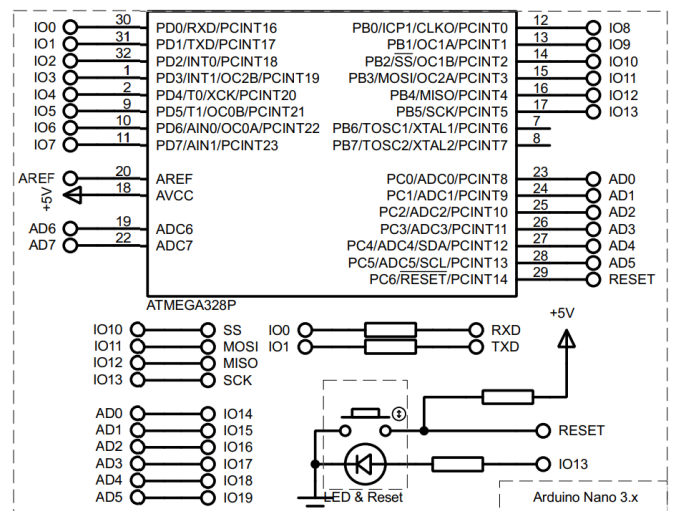 IO0 30 PD0/RXD/PCINT16 PB0/ICP1/CLKO/PCINT0 12 IO8
IO1 31 PD1/TXD/PCINT17 PB1/OC1A/PCINT1 13 IO9
IO2 32 PD2/INT0/PCINT18 PB2/SS/OC1B/PCINT2 14 IO10
IO3 1 PD3/INT1/OC2B/PCINT19 PB3/MOSI/OC2A/PCINT3 15 IO11
IO4 2 PD4/T0/XCK/PCINT20 PB4/MISO/PCINT4 16 IO12
IO5 9 PD5/T1/OC0B/PCINT21 PB5/SCK/PCINT5 17 IO13
IO6 10 PD6/AIN0/OC0A/PCINT22 PB6/TOSC1/XTAL1/PCINT6 7
IO7 11 PD7/AIN1/PCINT23 PB7/TOSC2/XTAL2/PCINT7 8
AREF 20 AREF PC0/ADC0/PCINT8 23 AD0
+5V 18 AVCC PC1/ADC1/PCINT9 24 AD1
PC2/ADC2/PCINT10 25 AD2
AD6 19 ADC6 PC3/ADC3/PCINT11 26 AD3
AD7 22 ADC7 PC4/ADC4/SDA/PCINT12 27 AD4
PC5/ADC5/SCL/PCINT13 28 AD5
PC6/RESET/PCINT14 29 RESET
ATMEGA328P
+5V
IO10 SS IO0 RXD
IO11 MOSI IO1 TXD
IO12 MISO
IO13 SCK
AD0 IO14
AD1 IO15 RESET
AD2 IO16
AD3 IO17 IO13
AD4 IO18
AD5 IO19 LED & Reset Arduino Nano 3.x